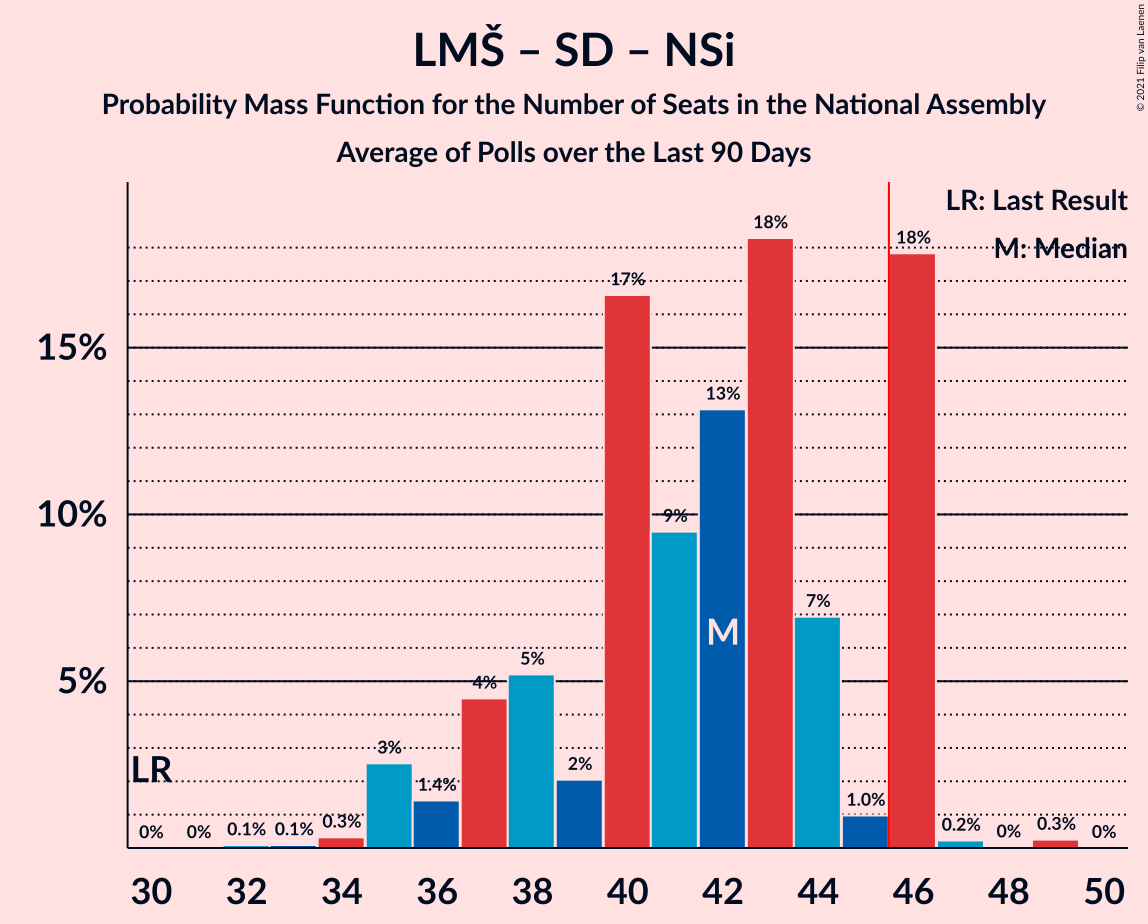 LMŠ – SD – NSi
Probability Mass Function for the Number of Seats in the National Assembly
Average of Polls over the Last 90 Days
© 2021 Filip van Laenen
LR: Last Result
M: Median
15%
10%
5%
LR
M
0%
0%
0.1%
0.1%
0.3%
3%
1.4%
4%
5%
2%
17%
9%
13%
18%
7%
1.0%
18%
0.2%
0%
0.3%
0%
30 32 34 36 38 40 42 44 46 48 50